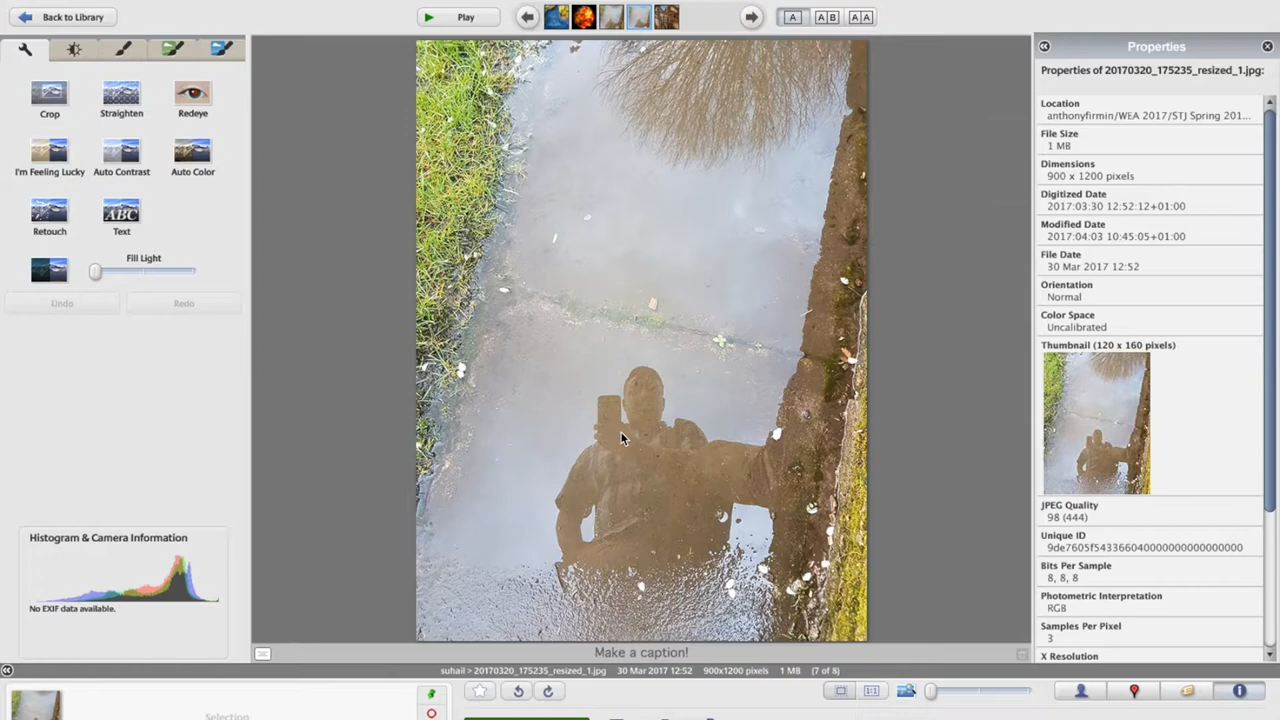 Back to Library
Play
A
A B
A A
Properties
Properties of 20170320_175235_resized_1.jpg:
Crop
Straighten
Redeye
I'm Feeling Lucky
Auto Contrast
Auto Color
ABC
Retouch
Text
Fill Light
Undo
Redo
Histogram & Camera Information
No EXIF data available.
Location
anthonyfirmin/WEA 2017/STJ Spring 201...
File Size
1 MB
Dimensions
900 x 1200 pixels
Digitized Date
2017:03:30 12:52:12+01:00
Modified Date
2017:04:03 10:45:05+01:00
File Date
30 Mar 2017 12:52
Orientation
Normal
Color Space
Uncalibrated
Thumbnail (120 x 160 pixels)
JPEG Quality
98 (444)
Unique ID
9de7605f54336604000000000000000
Bits Per Sample
8, 8, 8
Photometric Interpretation
RGB
Samples Per Pixel
3
X Resolution
Make a caption!
suhail > 20170320_175235_resized_1.jpg 30 Mar 2017 12:52 900x1200 pixels 1 MB (7 of 8)
1:1
Selection